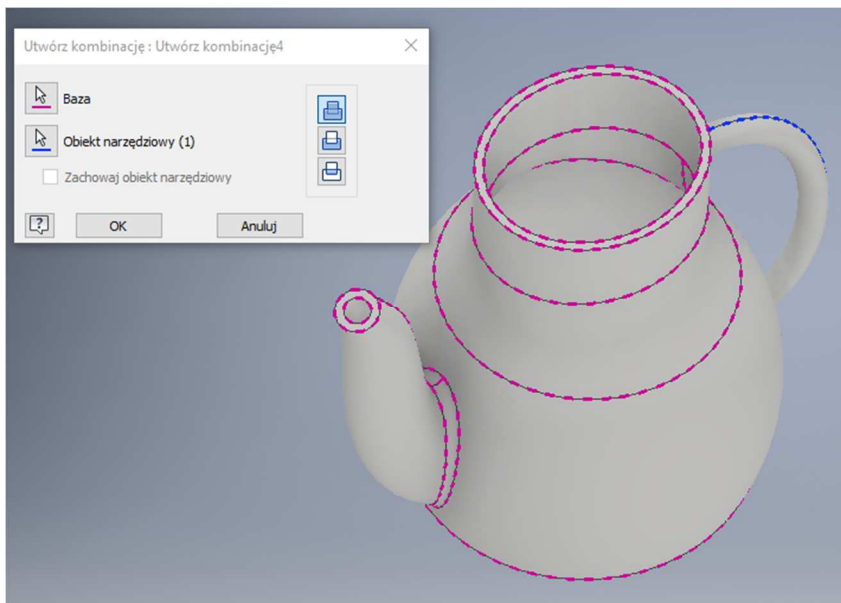 Utwórz kombinację : Utwórz kombinację4
Baza
Obiekt narzędziowy (1)
Zachowaj obiekt narzędziowy
?
OK
Anuluj